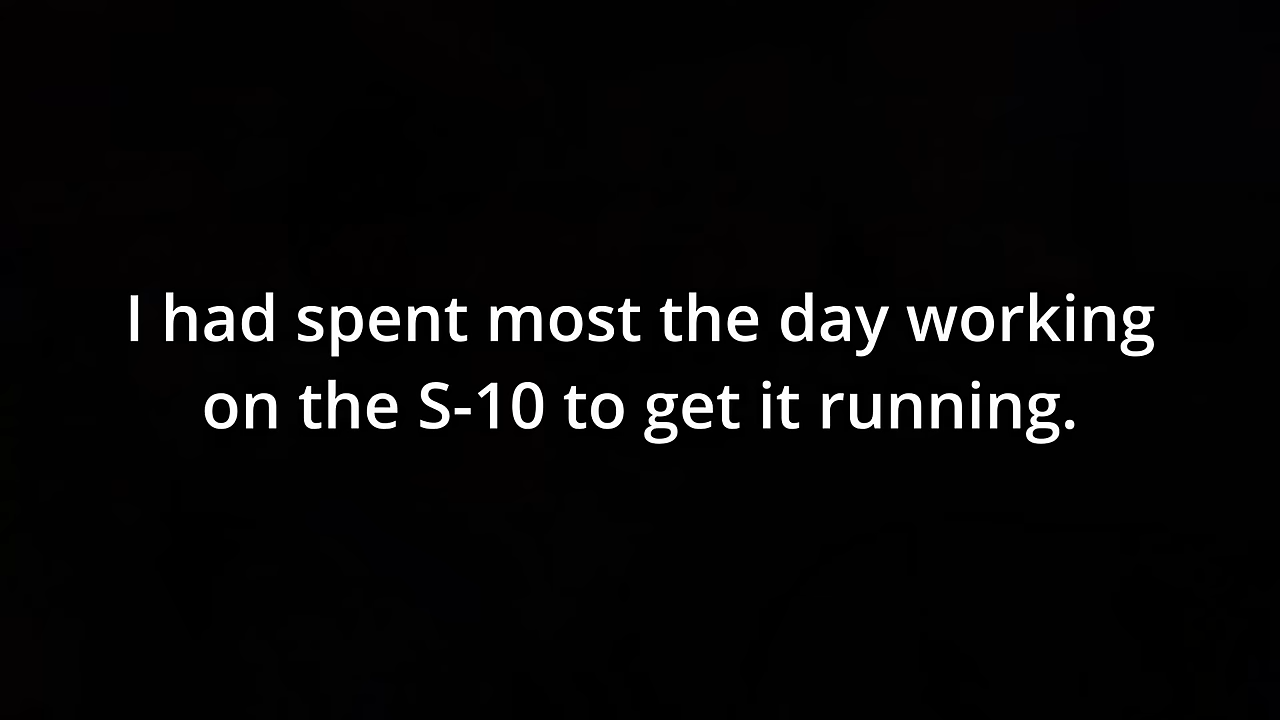 I had spent most the day working
on the S-10 to get it running.